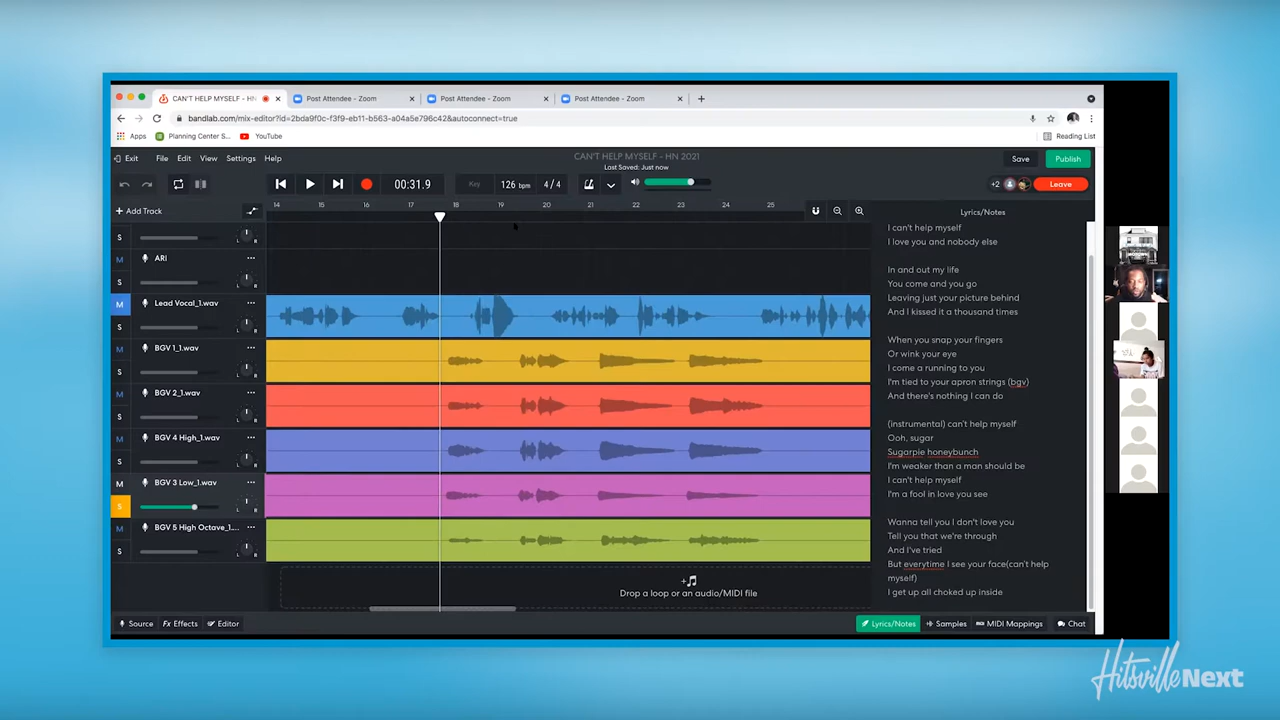 CAN'T HELP MYSELF - HN
Post Attendee - Zoom
Post Attendee - Zoom
Post Attendee - Zoom
bandlab.com/mix-editor?id=2bda9f0c-f3f9-eb11-b563-a04a5e796c42&autoconnect=true
Apps
Planning Center S...
YouTube
Reading List
Exit
File
Edit
View
Settings
Help
CAN'T HELP MYSELF - HN 2021
Last Saved: Just now
Save
Publish
00:31.9
Key
126 bpm
4 / 4
+2
Leave
+ Add Track
14
15
16
17
18
19
20
21
22
23
24
25
S
L R
M
ARi
S
L R
M
Lead Vocal_1.wav
S
L R
M
BGV 1_1.wav
S
L R
M
BGV 2_1.wav
S
L R
M
BGV 4 High_1.wav
S
L R
M
BGV 3 Low_1.wav
S
L R
M
BGV 5 High Octave_1....
S
L R
Drop a loop or an audio/MIDI file
Lyrics/Notes
I can't help myself
I love you and nobody else
In and out my life
You come and you go
Leaving just your picture behind
And I kissed it a thousand times
When you snap your fingers
Or wink your eye
I come a running to you
I'm tied to your apron strings (bgv)
And there's nothing I can do
(instrumental) can't help myself
Ooh, sugar
Sugarpie honeybunch
I'm weaker than a man should be
I can't help myself
I'm a fool in love you see
Wanna tell you I don't love you
Tell you that we're through
And I've tried
But everytime I see your face(can't help
myself)
I get up all choked up inside
Source
Fx Effects
Editor
Lyrics/Notes
Samples
MIDI Mappings
Chat
Hitsville Next